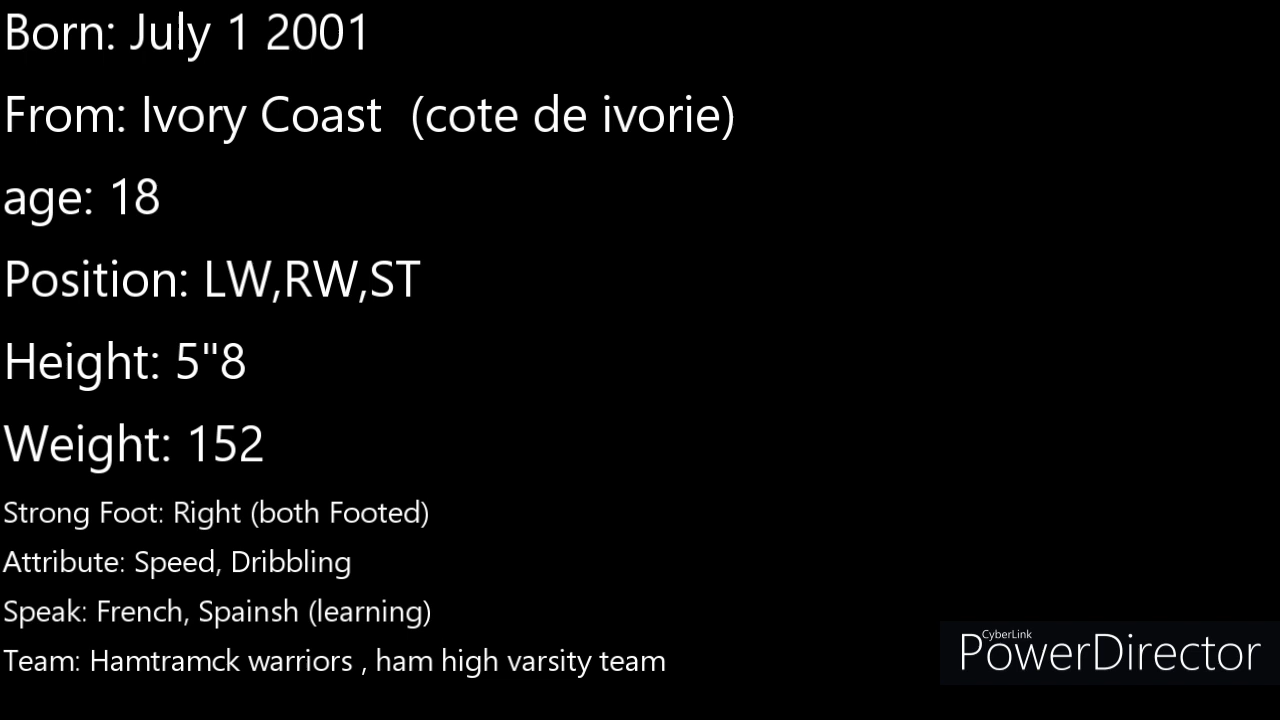 Born: July 1 2001
From: Ivory Coast  (cote de ivorie)
age: 18
Position: LW,RW,ST
Height: 5"8
Weight: 152
Strong Foot: Right (both Footed)
Attribute: Speed, Dribbling
Speak: French, Spainsh (learning)
Team: Hamtramck warriors , ham high varsity team
CyberLink
PowerDirector